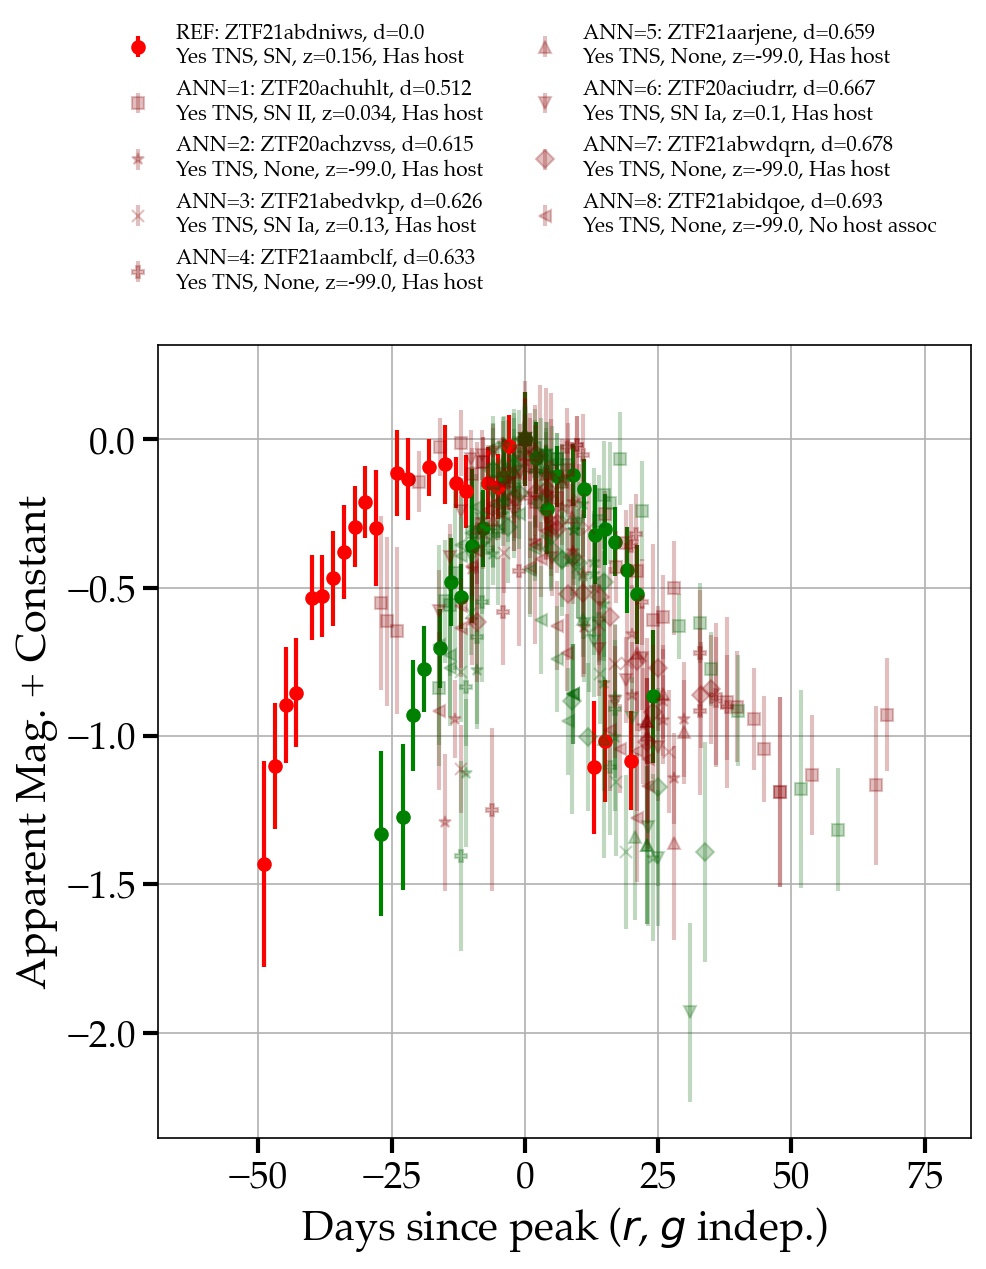 REF: ZTF21abdniws, d=0.0
Yes TNS, SN, z=0.156, Has host
ANN=1: ZTF20achuhlt, d=0.512
Yes TNS, SN II, z=0.034, Has host
ANN=2: ZTF20achzvss, d=0.615
Yes TNS, None, z=-99.0, Has host
ANN=3: ZTF21abedvkp, d=0.626
Yes TNS, SN Ia, z=0.13, Has host
ANN=4: ZTF21aambclf, d=0.633
Yes TNS, None, z=-99.0, Has host
ANN=5: ZTF21aarjene, d=0.659
Yes TNS, None, z=-99.0, Has host
ANN=6: ZTF20aciudrr, d=0.667
Yes TNS, SN Ia, z=0.1, Has host
ANN=7: ZTF21abwdqrn, d=0.678
Yes TNS, None, z=-99.0, Has host
ANN=8: ZTF21abidqoe, d=0.693
Yes TNS, None, z=-99.0, No host assoc
Apparent Mag. + Constant
0.0
−0.5
−1.0
−1.5
−2.0
−50
−25
0
25
50
75
Days since peak (r, g indep.)